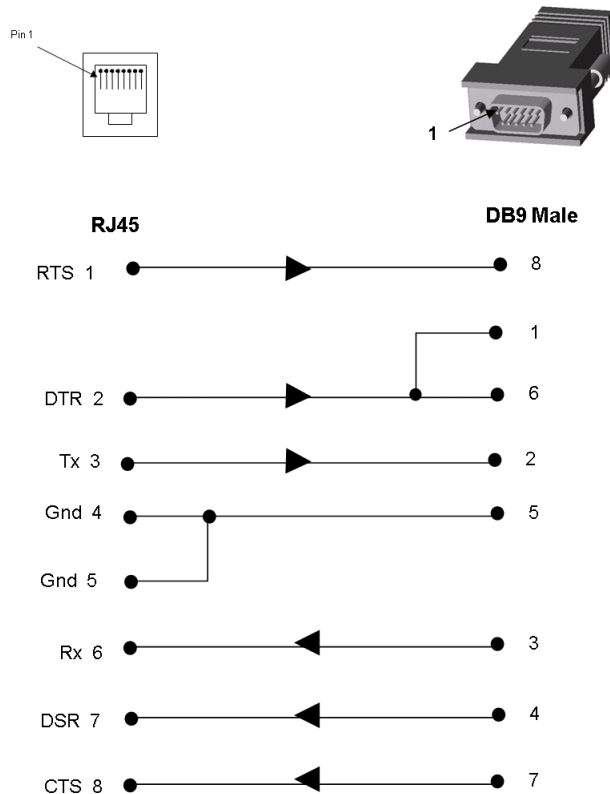 Pin 1
1
RJ45
DB9 Male
RTS 1
8
1
DTR 2
6
Tx 3
2
Gnd 4
5
Gnd 5
Rx 6
3
DSR 7
4
CTS 8
7